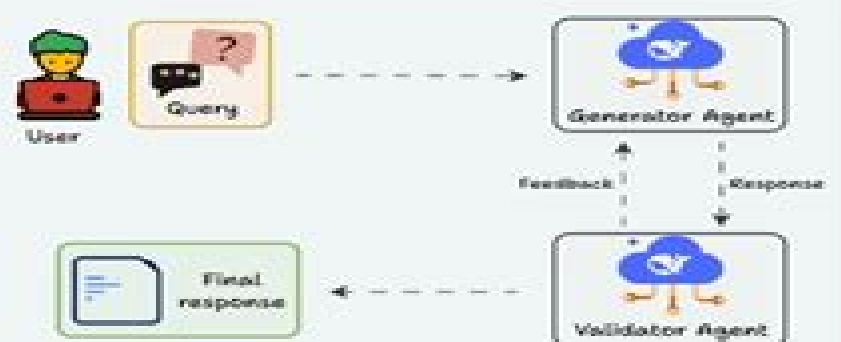 ?
Query
User
Generator Agent
Feedback
Response
Final
response
Validator Agent